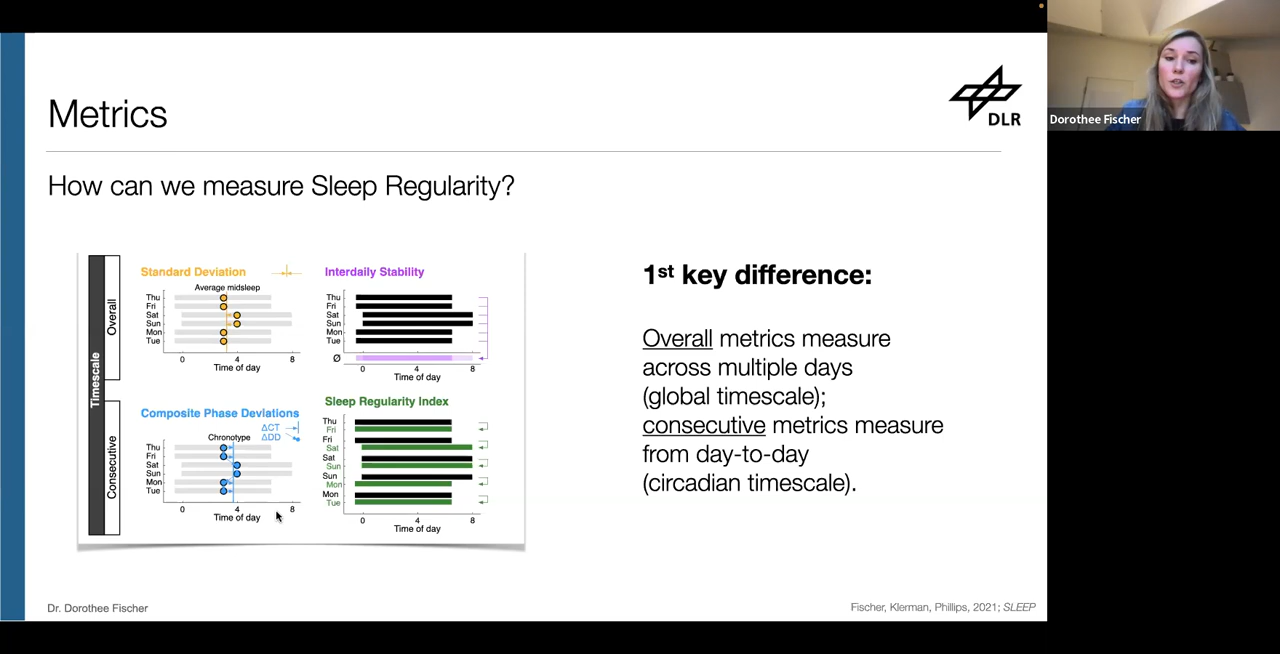 Metrics
DLR
How can we measure Sleep Regularity?
Timescale
Overall
Standard Deviation
Average midsleep
Thu
Fri
Sat
Sun
Mon
Tue
0 4 8
Time of day
Interdaily Stability
Thu
Fri
Sat
Sun
Mon
Tue
Ø
0 4 8
Time of day
Consecutive
Composite Phase Deviations
ΔCT
ΔDD
Chronotype
Thu
Fri
Sat
Sun
Mon
Tue
0 4 8
Time of day
Sleep Regularity Index
Thu
Fri
Fri
Sat
Sat
Sun
Sun
Mon
Mon
Tue
0 4 8
Time of day
1st key difference:
Overall metrics measure
across multiple days
(global timescale);
consecutive metrics measure
from day-to-day
(circadian timescale).
Dr. Dorothee Fischer
Fischer, Klerman, Phillips, 2021; SLEEP
Dorothee Fischer